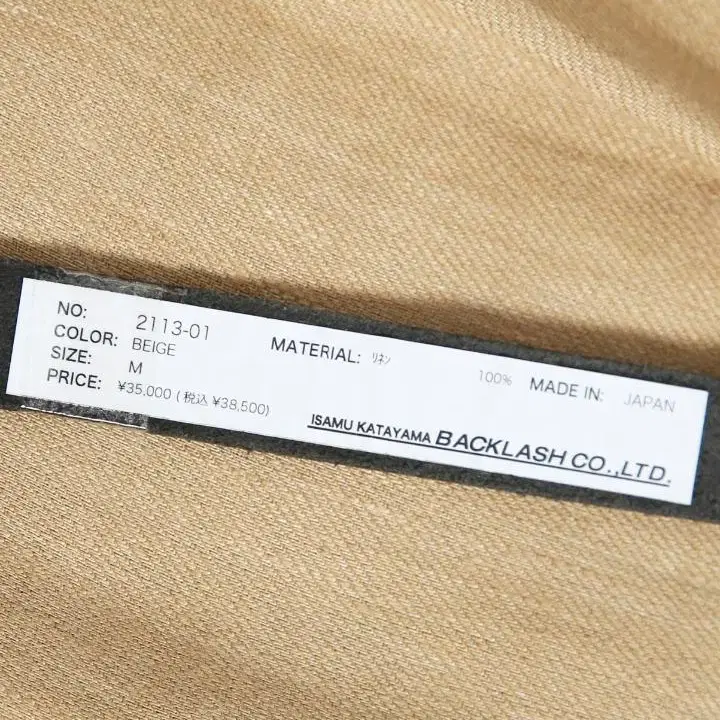 NO: 2113-01
COLOR: BEIGE
SIZE: M
PRICE: ¥35,000 (税込 ¥38,500)
MATERIAL: ﾘﾈﾝ 100%
MADE IN: JAPAN
ISAMU KATAYAMA BACKLASH CO.,LTD.